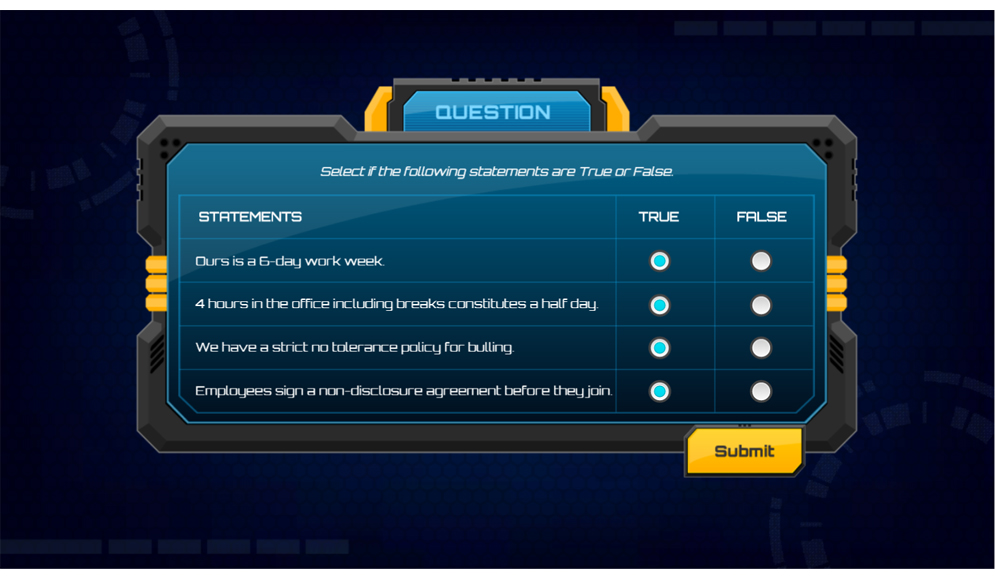 QUESTION
Select if the following statements are True or False.
STATEMENTS TRUE FALSE
Ours is a 6-day work week.
4 hours in the office including breaks constitutes a half day.
We have a strict no tolerance policy for bulling.
Employees sign a non-disclosure agreement before they join.
Submit